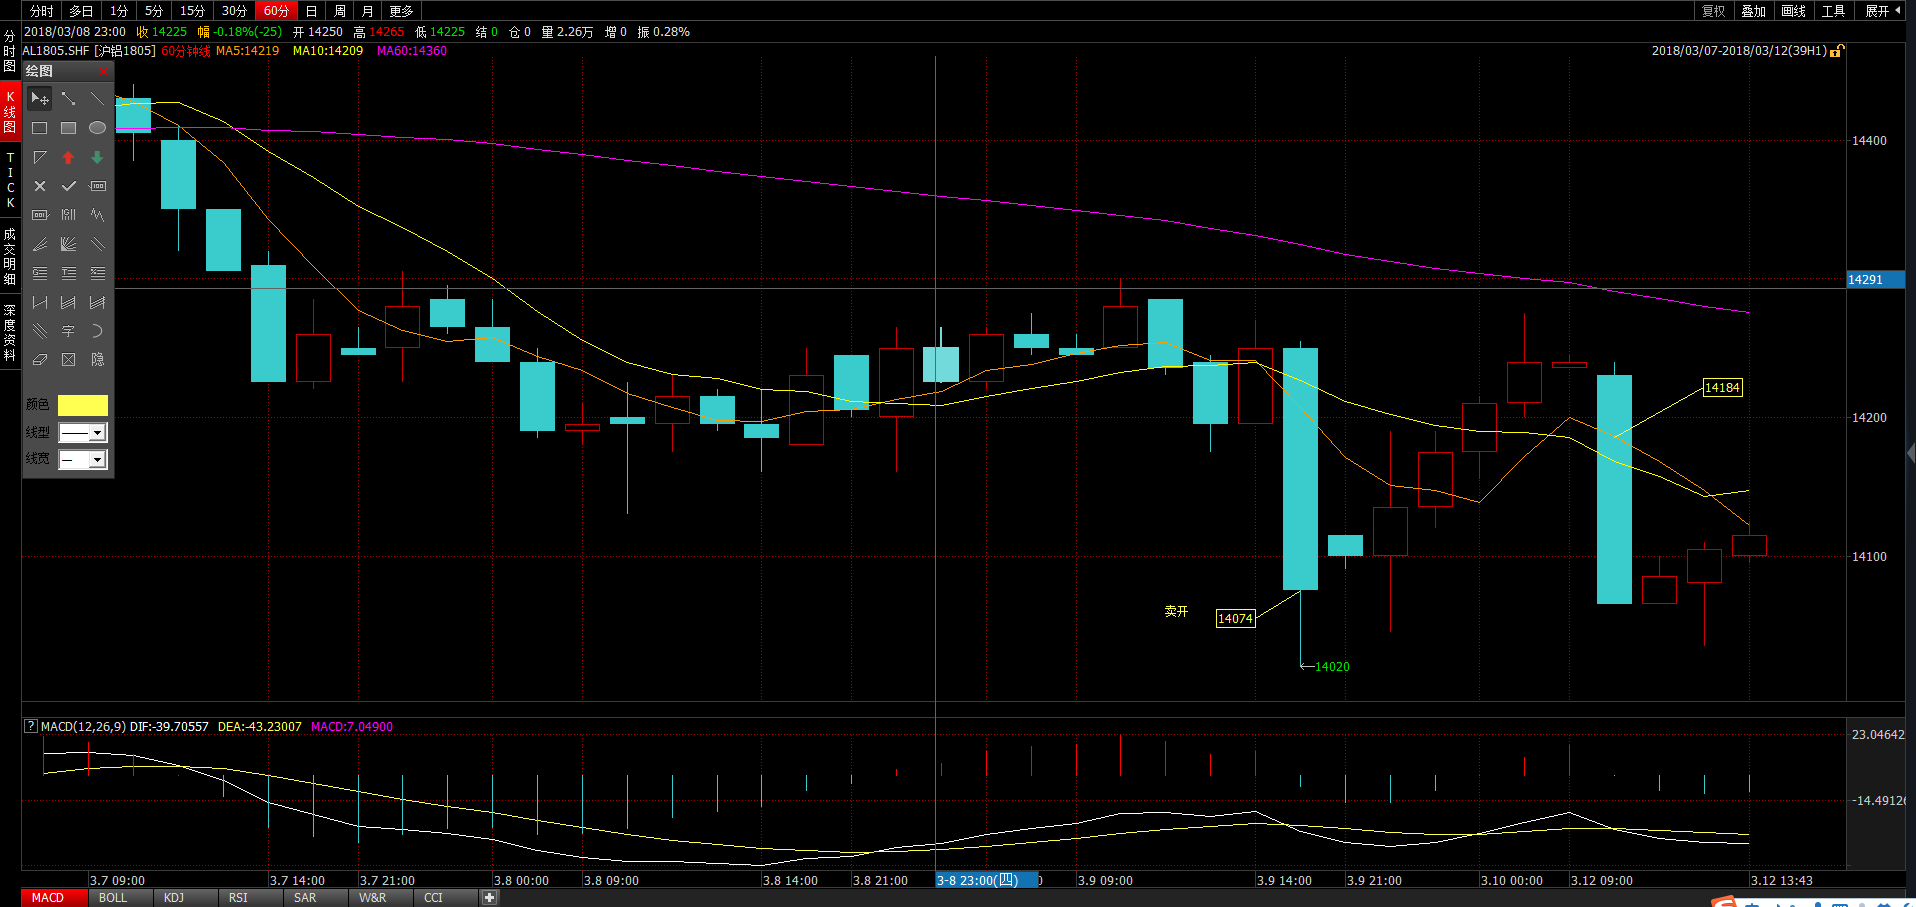 分时 多日 1分 5分 15分 30分 60分 日 周 月 更多 复权 叠加 画线 工具 展开
2018/03/08 23:00 收 14225 幅 -0.18%(-25) 开 14250 高 14265 低 14225 结 0 仓 0 量 2.26万 增 0 振 0.28%
AL1805.SHF [沪铝1805] 60分钟线 MA5:14219 MA10:14209 MA60:14360 2018/03/07-2018/03/12(39H1)
分时图
K线图
TICK
成交明细
深度资料
绘图
字
隐
颜色
线型
线宽
14400
14291
14200
14100
14184
卖开
14074
14020
MACD(12,26,9) DIF:-39.70557 DEA:-43.23007 MACD:7.04900
23.04642
-14.49126
3.7 09:00 3.7 14:00 3.7 21:00 3.8 00:00 3.8 09:00 3.8 14:00 3.8 21:00 3-8 23:00(四) 3.9 09:00 3.9 14:00 3.9 21:00 3.10 00:00 3.12 09:00 3.12 13:43
MACD BOLL KDJ RSI SAR W&R CCI